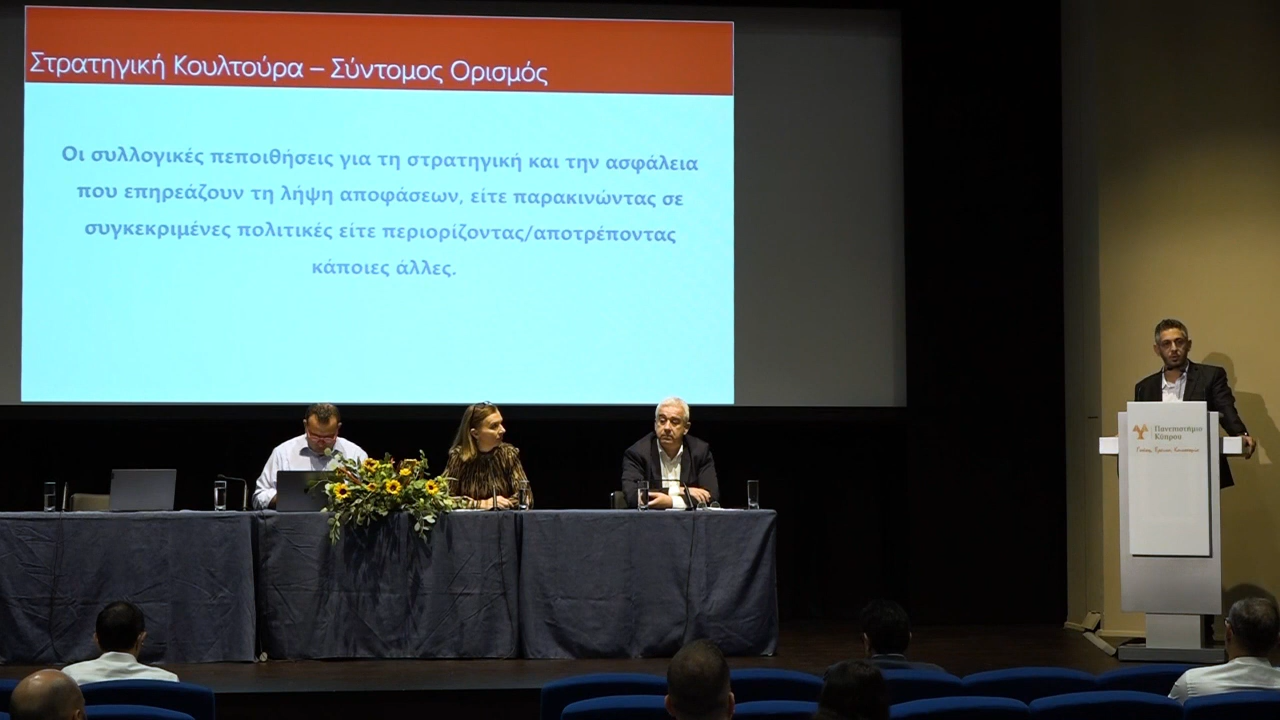 Στρατηγική Κουλτούρα – Σύντομος Ορισμός
Οι συλλογικές πεποιθήσεις για τη στρατηγική και την ασφάλεια
που επηρεάζουν τη λήψη αποφάσεων, είτε παρακινώντας σε
συγκεκριμένες πολιτικές είτε περιορίζοντας/αποτρέποντας
κάποιες άλλες.
Πανεπιστήμιο
Κύπρου